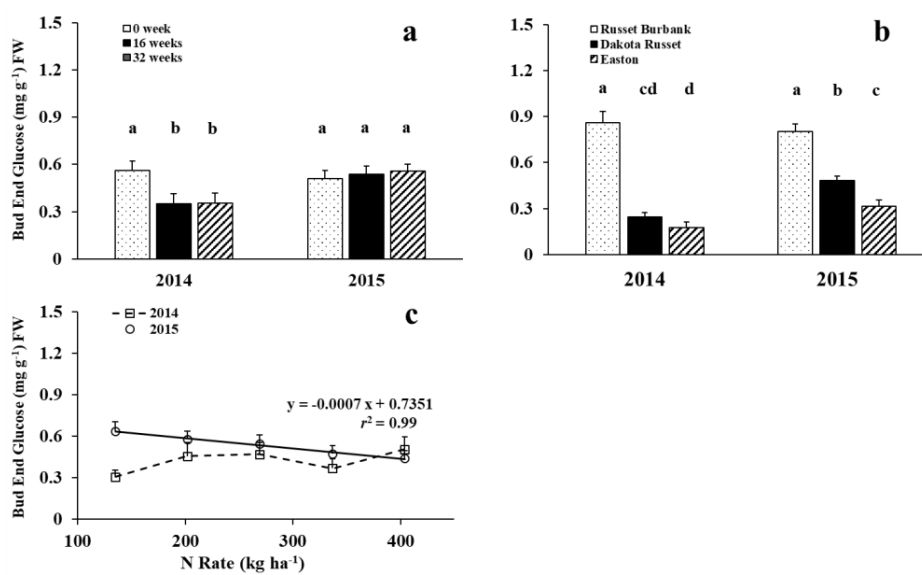 1.5
0 week
16 weeks
32 weeks
a
1.2
0.9
a b b a a a
0.6
0.3
0
2014 2015
Bud End Glucose (mg g⁻¹) FW
1.5
Russet Burbank
Dakota Russet
Easton
b
1.2
a cd d a b c
0.9
0.6
0.3
0
2014 2015
1.5
2014
2015
c
1.2
0.9
y = -0.0007 x + 0.7351
r² = 0.99
0.6
0.3
0
100 200 300 400
N Rate (kg ha⁻¹)
Bud End Glucose (mg g⁻¹) FW